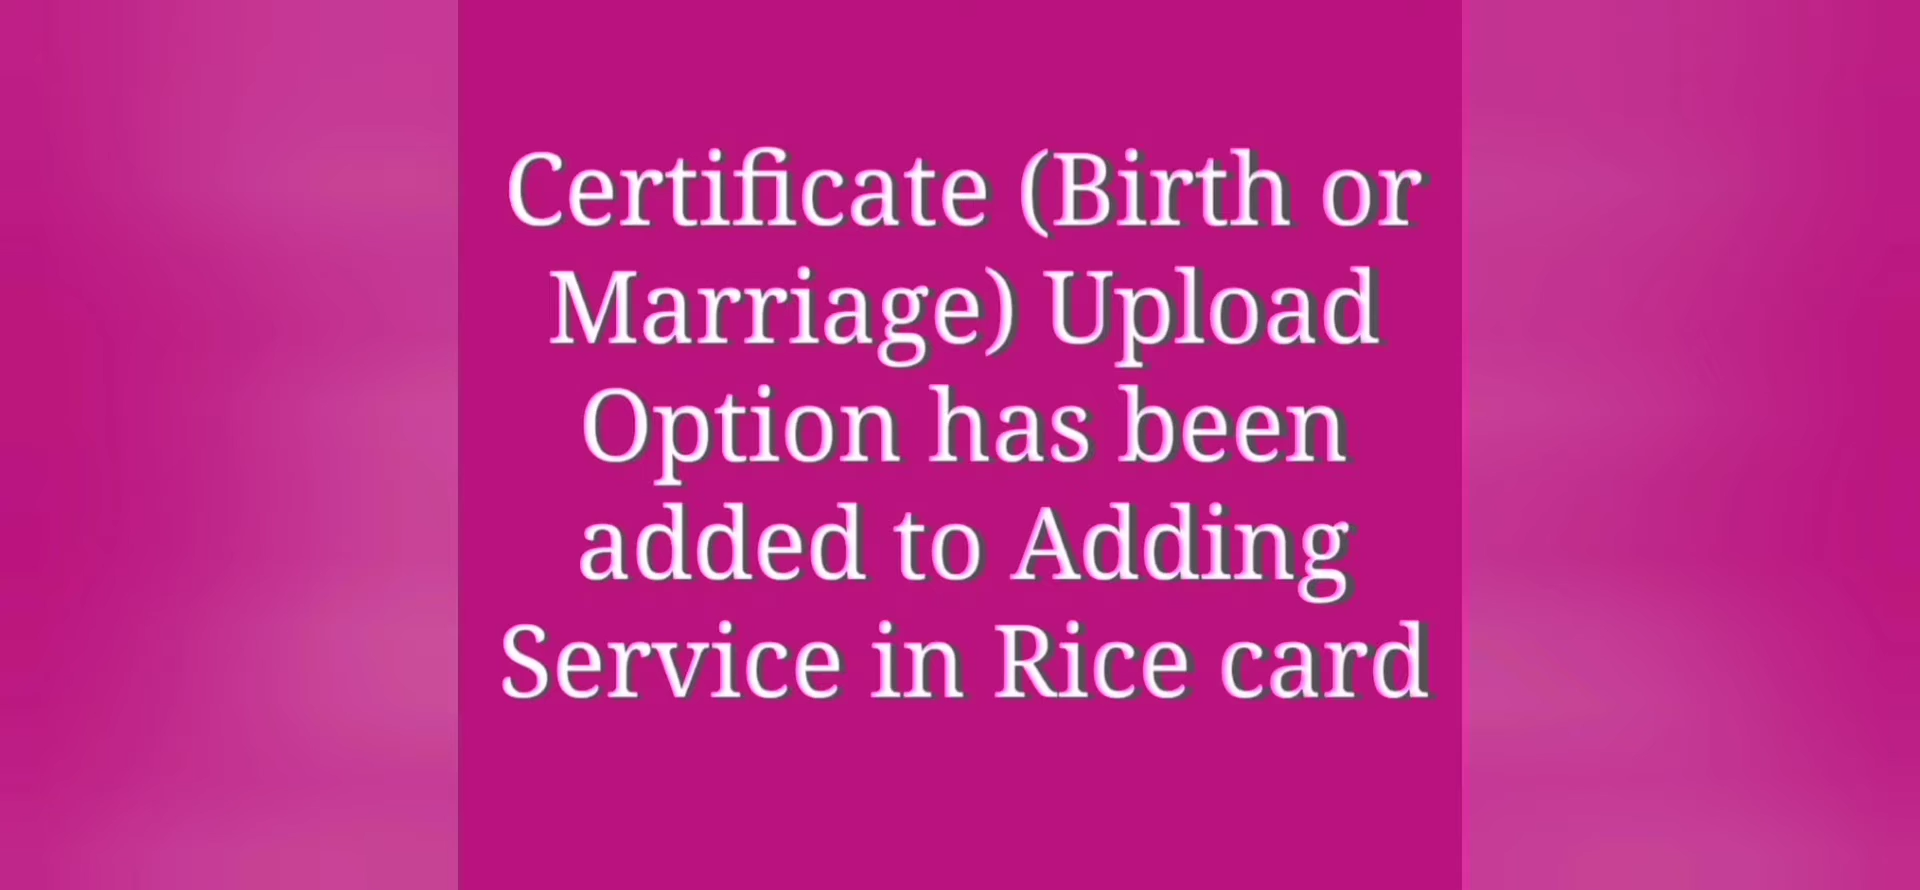 Certificate (Birth or
Marriage) Upload
Option has been
added to Adding
Service in Rice card